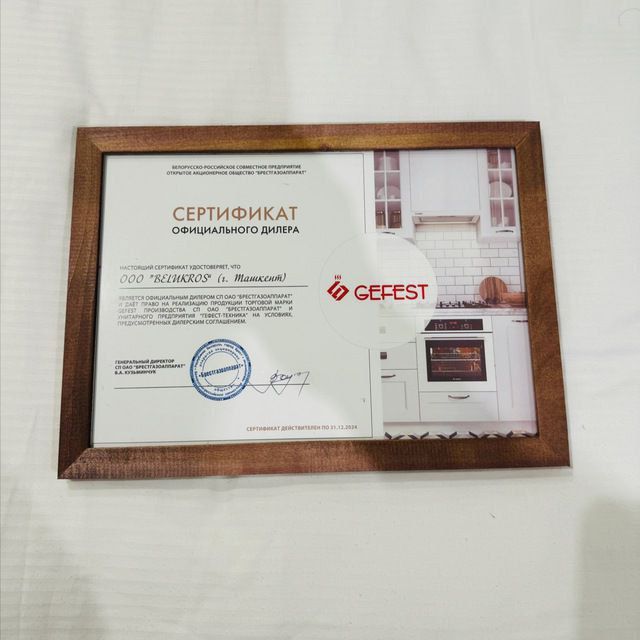 БЕЛОРУССКО-РОССИЙСКОЕ СОВМЕСТНОЕ ПРЕДПРИЯТИЕ
ОТКРЫТОЕ АКЦИОНЕРНОЕ ОБЩЕСТВО "БРЕСТГАЗОАППАРАТ"
СЕРТИФИКАТ
ОФИЦИАЛЬНОГО ДИЛЕРА
НАСТОЯЩИЙ СЕРТИФИКАТ УДОСТОВЕРЯЕТ, ЧТО
ООО "BELUKROS" (г. Ташкент)
ЯВЛЯЕТСЯ ОФИЦИАЛЬНЫМ ДИЛЕРОМ СП ОАО "БРЕСТГАЗОАППАРАТ"
И ДАЁТ ПРАВО НА РЕАЛИЗАЦИЮ ПРОДУКЦИИ ТОРГОВОЙ МАРКИ
GEFEST ПРОИЗВОДСТВА СП ОАО "БРЕСТГАЗОАППАРАТ" И
УНИТАРНОГО ПРЕДПРИЯТИЯ "ГЕФЕСТ-ТЕХНИКА" НА УСЛОВИЯХ,
ПРЕДУСМОТРЕННЫХ ДИЛЕРСКИМ СОГЛАШЕНИЕМ.
ГЕНЕРАЛЬНЫЙ ДИРЕКТОР
СП ОАО "БРЕСТГАЗОАППАРАТ"
В.А. КУЗЬМИНЧУК
«Брестгазоаппарат»
СЕРТИФИКАТ ДЕЙСТВИТЕЛЕН ПО 31.12.2024
GEFEST